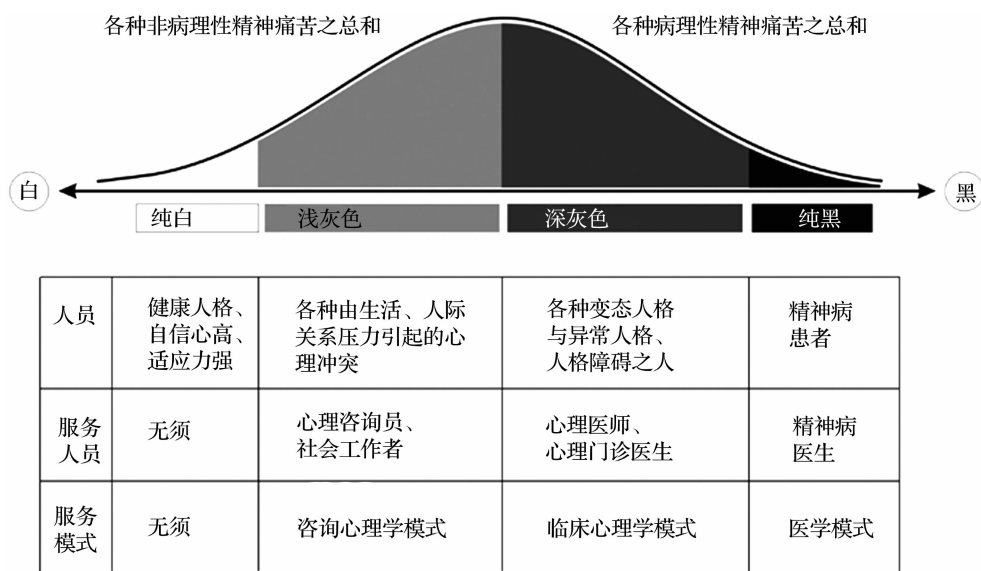 各种非病理性精神痛苦之总和
各种病理性精神痛苦之总和
白
黑
纯白
浅灰色
深灰色
纯黑
人员
健康人格、
自信心高、
适应力强
各种由生活、人际
关系压力引起的心
理冲突
各种变态人格
与异常人格、
人格障碍之人
精神病
患者
服务
人员
无须
心理咨询员、
社会工作者
心理医师、
心理门诊医生
精神病
医生
服务
模式
无须
咨询心理学模式
临床心理学模式
医学模式